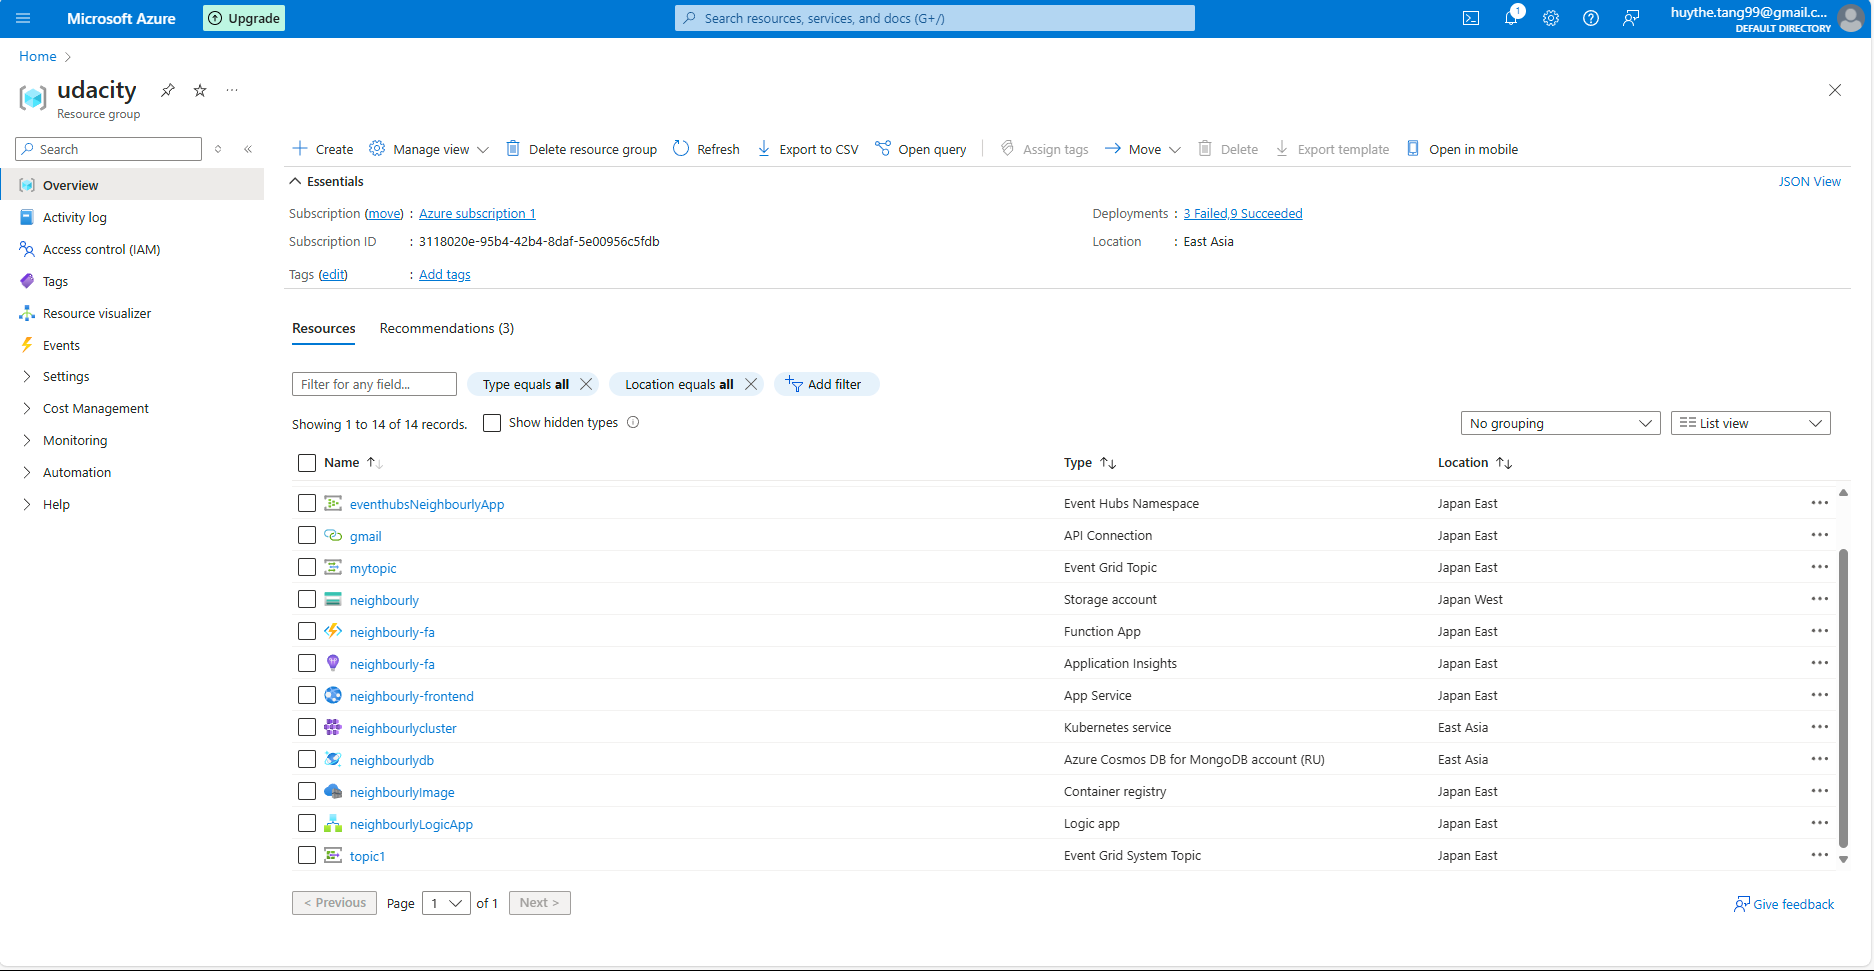 Microsoft Azure
Upgrade
Search resources, services, and docs (G+/)
1
huythe.tang99@gmail.c...
DEFAULT DIRECTORY
Home
udacity
Resource group
Search
Overview
Activity log
Access control (IAM)
Tags
Resource visualizer
Events
Settings
Cost Management
Monitoring
Automation
Help
Create Manage view Delete resource group Refresh Export to CSV Open query Assign tags Move Delete Export template Open in mobile
Essentials
JSON View
Subscription (move) : Azure subscription 1
Subscription ID : 3118020e-95b4-42b4-8daf-5e00956c5fdb
Tags (edit) : Add tags
Deployments : 3 Failed,9 Succeeded
Location : East Asia
Resources Recommendations (3)
Filter for any field... Type equals all Location equals all Add filter
Showing 1 to 14 of 14 records. Show hidden types No grouping List view
Name Type Location
eventhubsNeighbourlyApp Event Hubs Namespace Japan East
gmail API Connection Japan East
mytopic Event Grid Topic Japan East
neighbourly Storage account Japan West
neighbourly-fa Function App Japan East
neighbourly-fa Application Insights Japan East
neighbourly-frontend App Service Japan East
neighbourlycluster Kubernetes service East Asia
neighbourlydb Azure Cosmos DB for MongoDB account (RU) East Asia
neighbourlyImage Container registry Japan East
neighbourlyLogicApp Logic app Japan East
topic1 Event Grid System Topic Japan East
< Previous Page 1 of 1 Next >
Give feedback